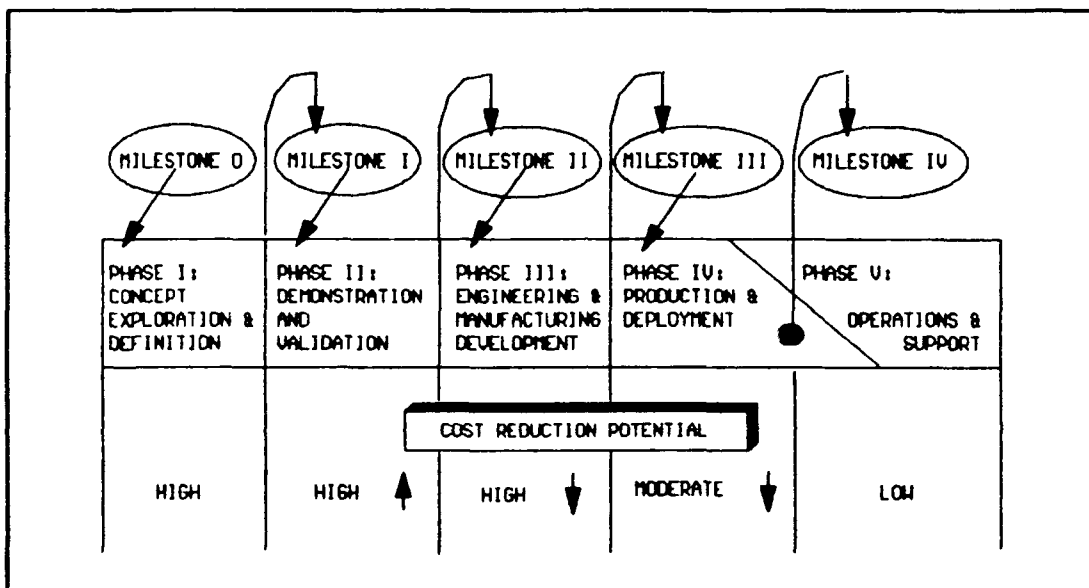 MILESTONE 0
MILESTONE I
MILESTONE II
MILESTONE III
MILESTONE IV
PHASE I:
CONCEPT
EXPLORATION &
DEFINITION
PHASE II:
DEMONSTRATION
AND
VALIDATION
PHASE III:
ENGINEERING &
MANUFACTURING
DEVELOPMENT
PHASE IV:
PRODUCTION &
DEPLOYMENT
PHASE V:
OPERATIONS &
SUPPORT
COST REDUCTION POTENTIAL
HIGH
HIGH
HIGH
MODERATE
LOW